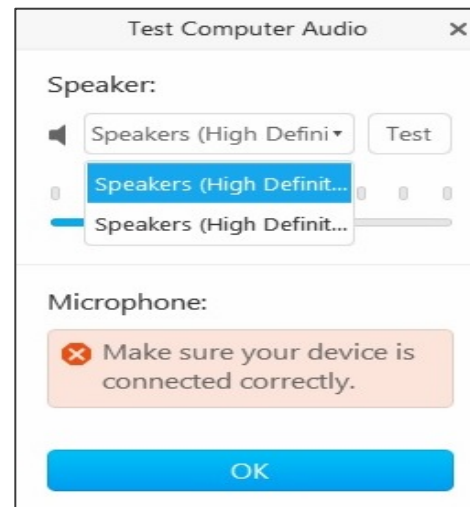 Test Computer Audio
Speaker:
Speakers (High Defini
Test
Speakers (High Definit...
Speakers (High Definit...
Microphone:
Make sure your device is
connected correctly.
OK